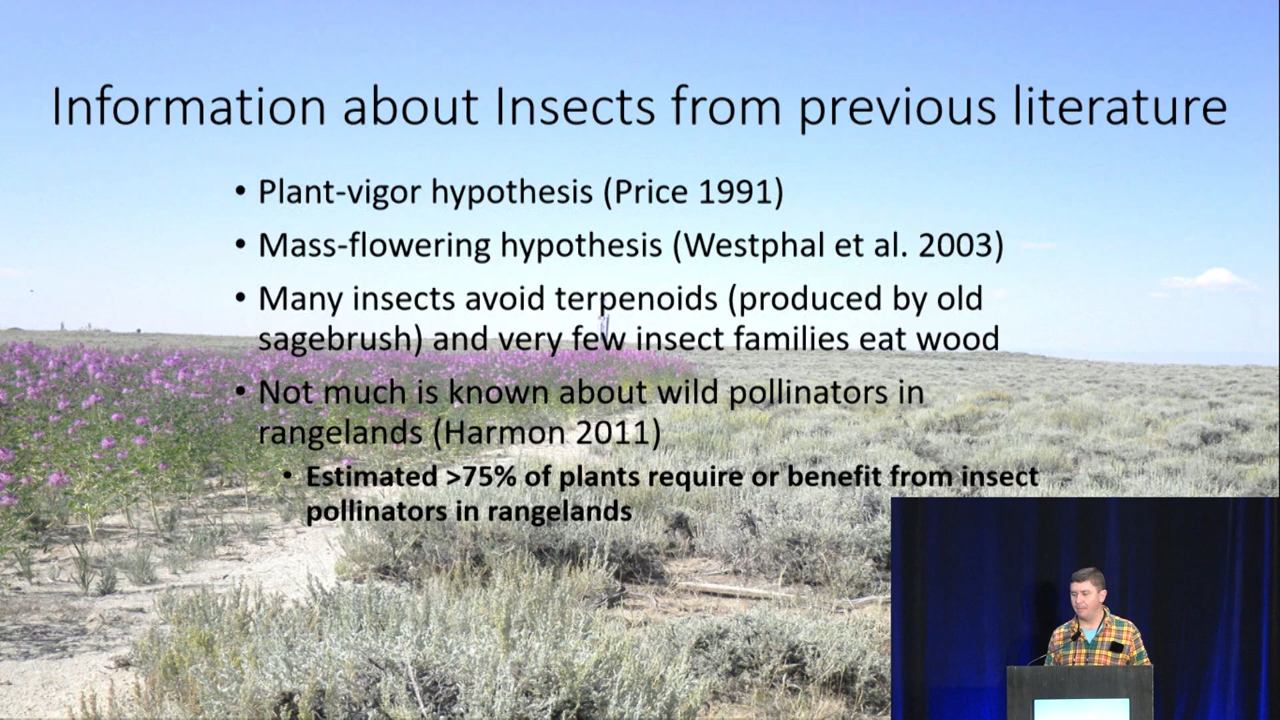 Information about Insects from previous literature
• Plant-vigor hypothesis (Price 1991)
• Mass-flowering hypothesis (Westphal et al. 2003)
• Many insects avoid terpenoids (produced by old
sagebrush) and very few insect families eat wood
• Not much is known about wild pollinators in
rangelands (Harmon 2011)
• Estimated >75% of plants require or benefit from insect
pollinators in rangelands